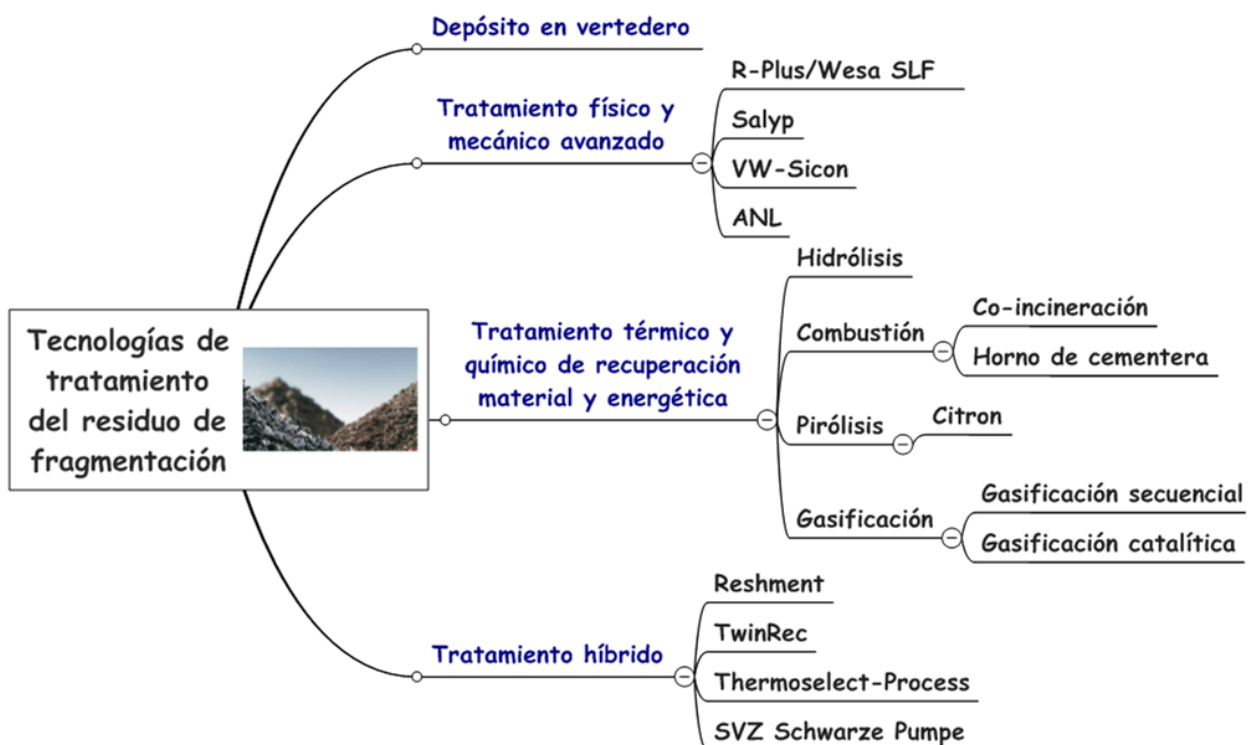 Tecnologías de
tratamiento
del residuo de
fragmentación
Depósito en vertedero
Tratamiento físico y
mecánico avanzado
R-Plus/Wesa SLF
Salyp
VW-Sicon
ANL
Tratamiento térmico y
químico de recuperación
material y energética
Hidrólisis
Combustión
Co-incineración
Horno de cementera
Pirólisis
Citron
Gasificación
Gasificación secuencial
Gasificación catalítica
Tratamiento híbrido
Reshment
TwinRec
Thermoselect-Process
SVZ Schwarze Pumpe